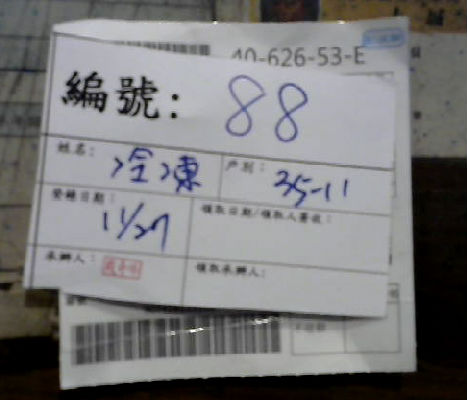 40-626-53-E
編號: 88
姓名: 冷凍 戶別: 35-11
登錄日期: 11/27 領取日期/領取人簽收:
承辦人: 領取承辦人: